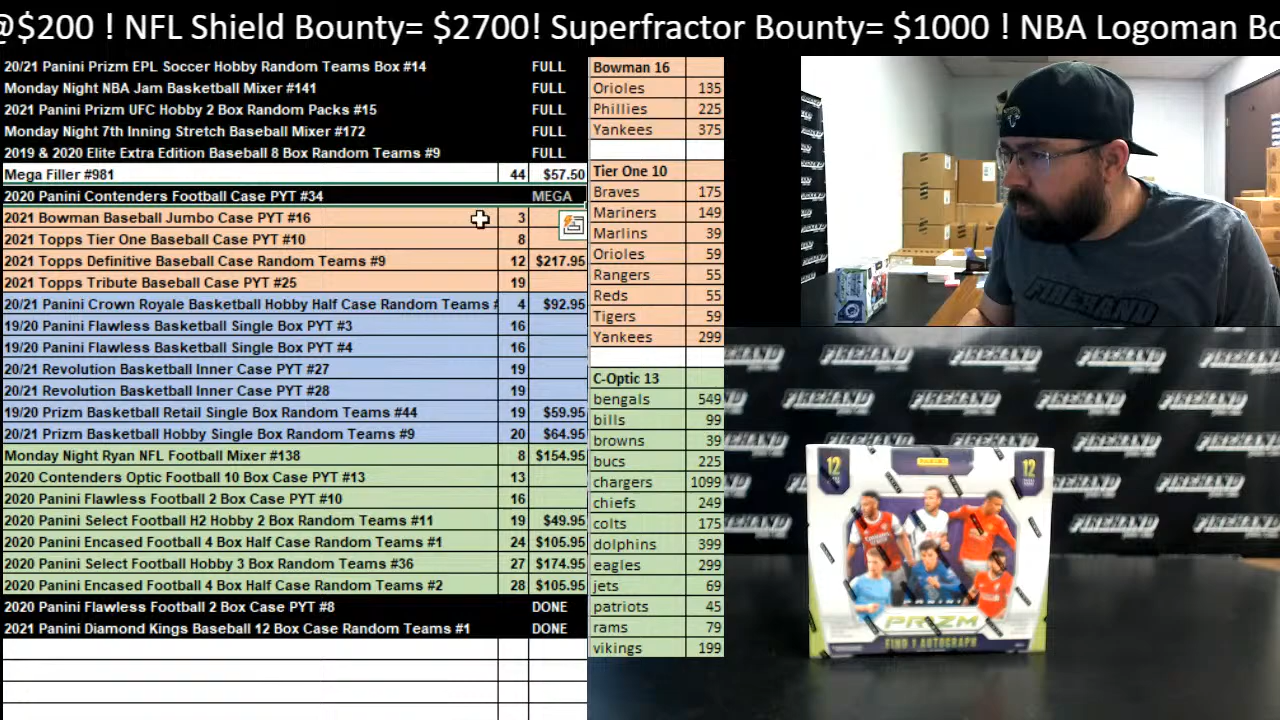 @$200 ! NFL Shield Bounty= $2700! Superfractor Bounty= $1000 ! NBA Logoman Bo
20/21 Panini Prizm EPL Soccer Hobby Random Teams Box #14 FULL
Monday Night NBA Jam Basketball Mixer #141 FULL
2021 Panini Prizm UFC Hobby 2 Box Random Packs #15 FULL
Monday Night 7th Inning Stretch Baseball Mixer #172 FULL
2019 & 2020 Elite Extra Edition Baseball 8 Box Random Teams #9 FULL
Mega Filler #981 44 $57.50
2020 Panini Contenders Football Case PYT #34 MEGA
2021 Bowman Baseball Jumbo Case PYT #16 3
2021 Topps Tier One Baseball Case PYT #10 8
2021 Topps Definitive Baseball Case Random Teams #9 12 $217.95
2021 Topps Tribute Baseball Case PYT #25 19
20/21 Panini Crown Royale Basketball Hobby Half Case Random Teams # 4 $92.95
19/20 Panini Flawless Basketball Single Box PYT #3 16
19/20 Panini Flawless Basketball Single Box PYT #4 16
20/21 Revolution Basketball Inner Case PYT #27 19
20/21 Revolution Basketball Inner Case PYT #28 19
19/20 Prizm Basketball Retail Single Box Random Teams #44 19 $59.95
20/21 Prizm Basketball Hobby Single Box Random Teams #9 20 $64.95
Monday Night Ryan NFL Football Mixer #138 8 $154.95
2020 Contenders Optic Football 10 Box Case PYT #13 13
2020 Panini Flawless Football 2 Box Case PYT #10 16
2020 Panini Select Football H2 Hobby 2 Box Random Teams #11 19 $49.95
2020 Panini Encased Football 4 Box Half Case Random Teams #1 24 $105.95
2020 Panini Select Football Hobby 3 Box Random Teams #36 27 $174.95
2020 Panini Encased Football 4 Box Half Case Random Teams #2 28 $105.95
2020 Panini Flawless Football 2 Box Case PYT #8 DONE
2021 Panini Diamond Kings Baseball 12 Box Case Random Teams #1 DONE
Bowman 16
Orioles 135
Phillies 225
Yankees 375
Tier One 10
Braves 175
Mariners 149
Marlins 39
Orioles 59
Rangers 55
Reds 55
Tigers 59
Yankees 299
C-Optic 13
bengals 549
bills 99
browns 39
bucs 225
chargers 1099
chiefs 249
colts 175
dolphins 399
eagles 299
jets 69
patriots 45
rams 79
vikings 199
FIREHAND
FIREHAND FIREHAND FIREHAND
FIREHAND FIREHAND FIREHAND
FIREHAND FIREHAND
12 PANINI 12
PANINI
PRIZM
FIND 1 AUTOGRAPH